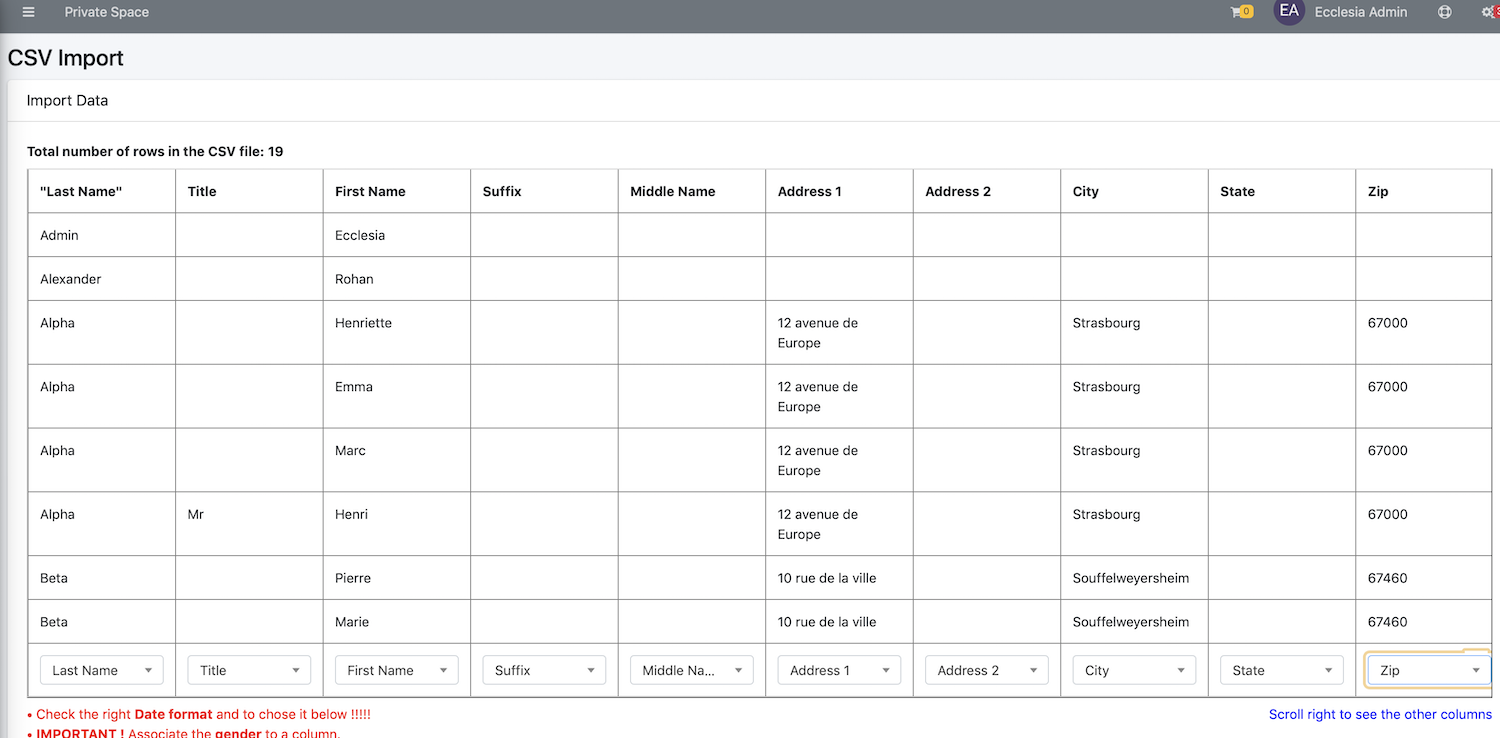 Private Space 0 EA Ecclesia Admin
CSV Import
Import Data
Total number of rows in the CSV file: 19
"Last Name" Title First Name Suffix Middle Name Address 1 Address 2 City State Zip
Admin Ecclesia
Alexander Rohan
Alpha Henriette 12 avenue de Strasbourg 67000
Europe
Alpha Emma 12 avenue de Strasbourg 67000
Europe
Alpha Marc 12 avenue de Strasbourg 67000
Europe
Alpha Mr Henri 12 avenue de Strasbourg 67000
Europe
Beta Pierre 10 rue de la ville Souffelweyersheim 67460
Beta Marie 10 rue de la ville Souffelweyersheim 67460
Last Name Title First Name Suffix Middle Na... Address 1 Address 2 City State Zip
• Check the right Date format and to chose it below !!!!! Scroll right to see the other columns
• IMPORTANT ! Associate the gender to a column.